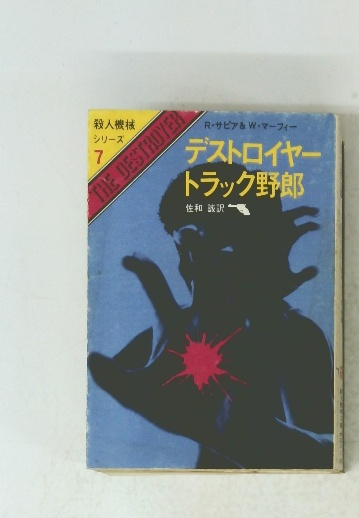 殺人機械
シリーズ
7
THE DESTROYER
R・サピア&W・マーフィー
デストロイヤー
トラック野郎
佐和 誠訳